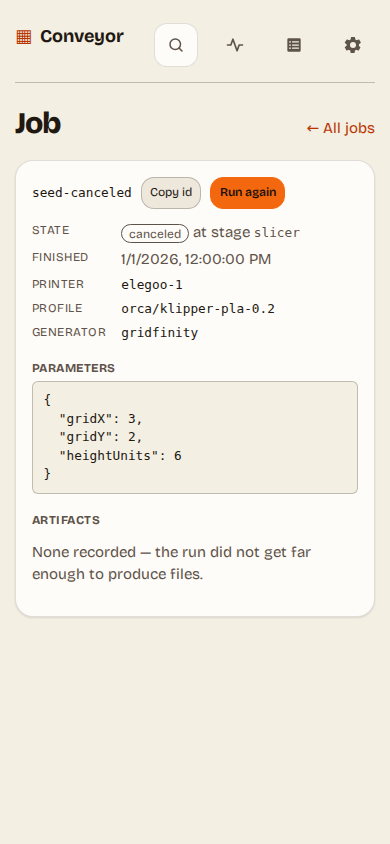 Conveyor
Job
← All jobs
seed-canceled Copy id Run again
STATE canceled at stage slicer
FINISHED 1/1/2026, 12:00:00 PM
PRINTER elegoo-1
PROFILE orca/klipper-pla-0.2
GENERATOR gridfinity
PARAMETERS
{
  "gridX": 3,
  "gridY": 2,
  "heightUnits": 6
}
ARTIFACTS
None recorded — the run did not get far
enough to produce files.